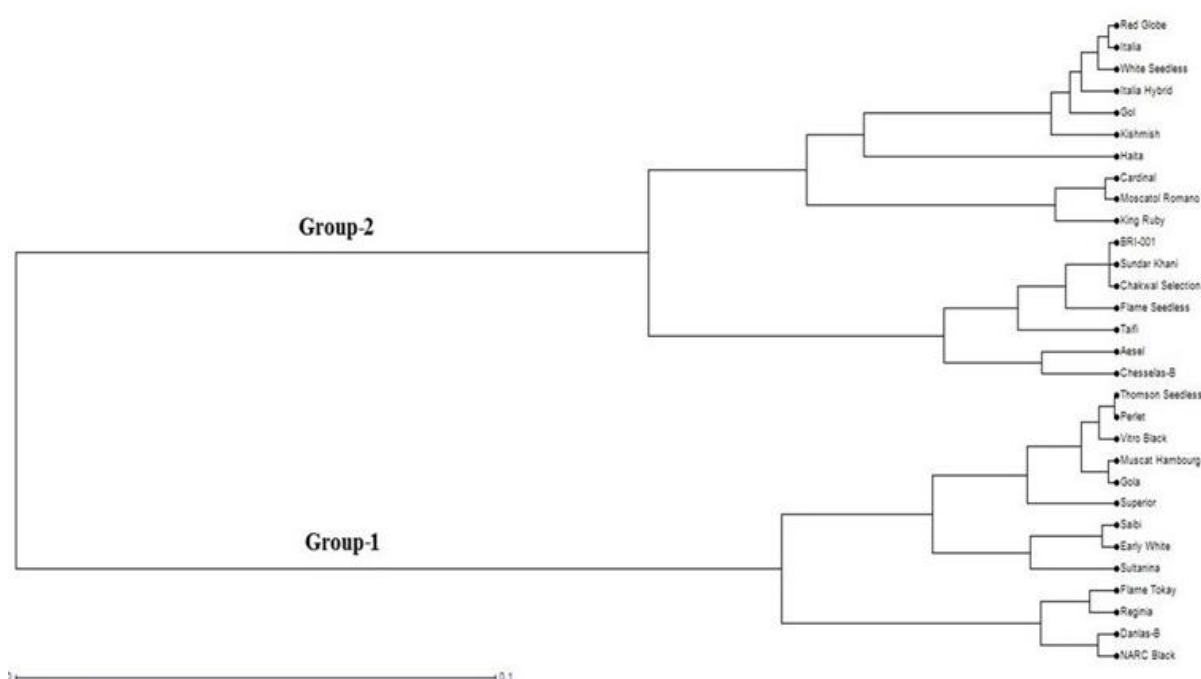 Red Globe
Italia
White Seedless
Italia Hybrid
Gol
Kishmish
Haita
Cardinal
Moscatol Romano
Group-2
King Ruby
BRI-001
Sundar Khani
Chakwal Selection
Flame Seedless
Taifi
Aesel
Chesselas-B
Thomson Seedless
Perlet
Vitro Black
Muscat Hambourg
Gola
Superior
Saibi
Group-1
Early White
Sultanina
Flame Tokay
Reginia
Danlas-B
NARC Black
0.1